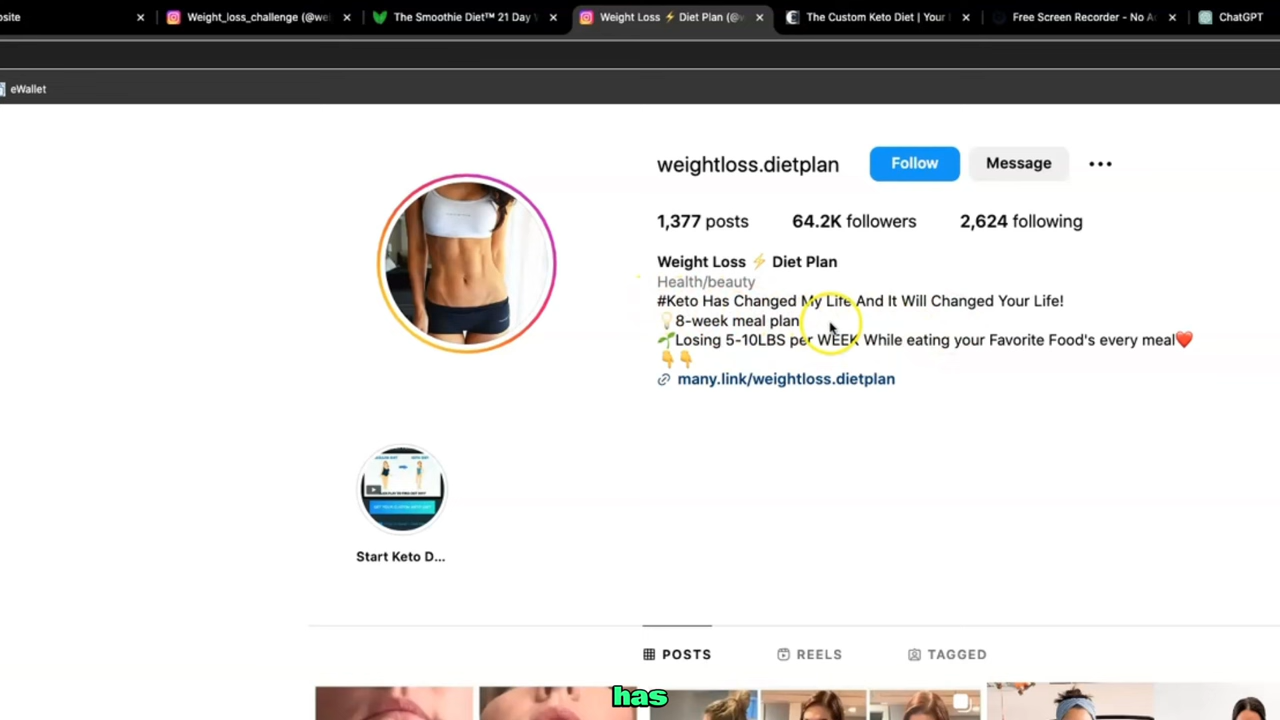 osite
Weight_loss_challenge (@we
The Smoothie Diet™ 21 Day
Weight Loss ⚡ Diet Plan (@w
The Custom Keto Diet | Your
Free Screen Recorder - No A
ChatGPT
eWallet
weightloss.dietplan
Follow
Message
1,377 posts
64.2K followers
2,624 following
Weight Loss ⚡ Diet Plan
Health/beauty
#Keto Has Changed My Life And It Will Changed Your Life!
💡8-week meal plan
🌱Losing 5-10LBS per WEEK While eating your Favorite Food's every meal❤️
👇👇
many.link/weightloss.dietplan
Start Keto D...
POSTS
REELS
TAGGED
has